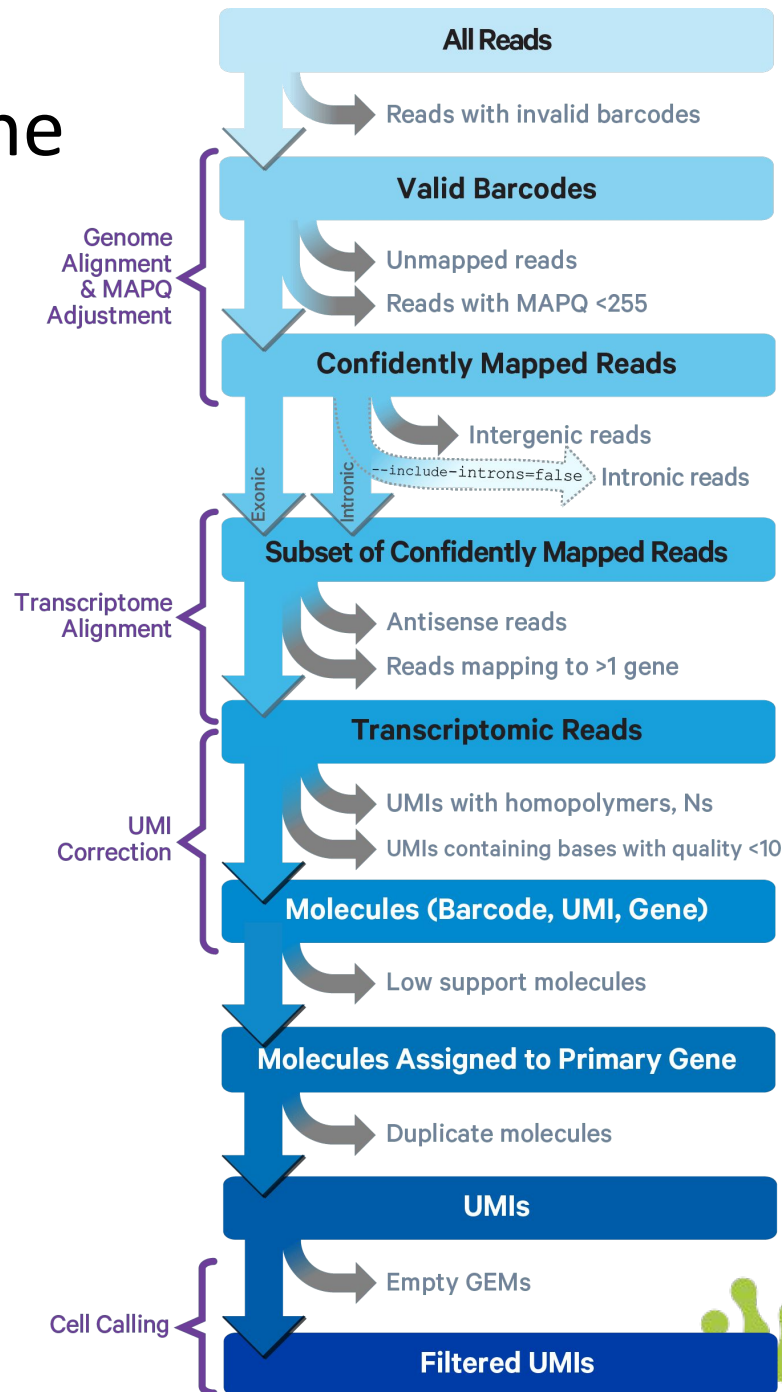 All Reads
Reads with invalid barcodes
Valid Barcodes
Genome
Alignment
& MAPQ
Adjustment
Unmapped reads
Reads with MAPQ <255
Confidently Mapped Reads
Intergenic reads
--include-introns=false
Intronic reads
Exonic
Intronic
Subset of Confidently Mapped Reads
Transcriptome
Alignment
Antisense reads
Reads mapping to >1 gene
Transcriptomic Reads
UMI
Correction
UMIs with homopolymers, Ns
UMIs containing bases with quality <10
Molecules (Barcode, UMI, Gene)
Low support molecules
Molecules Assigned to Primary Gene
Duplicate molecules
UMIs
Empty GEMs
Cell Calling
Filtered UMIs